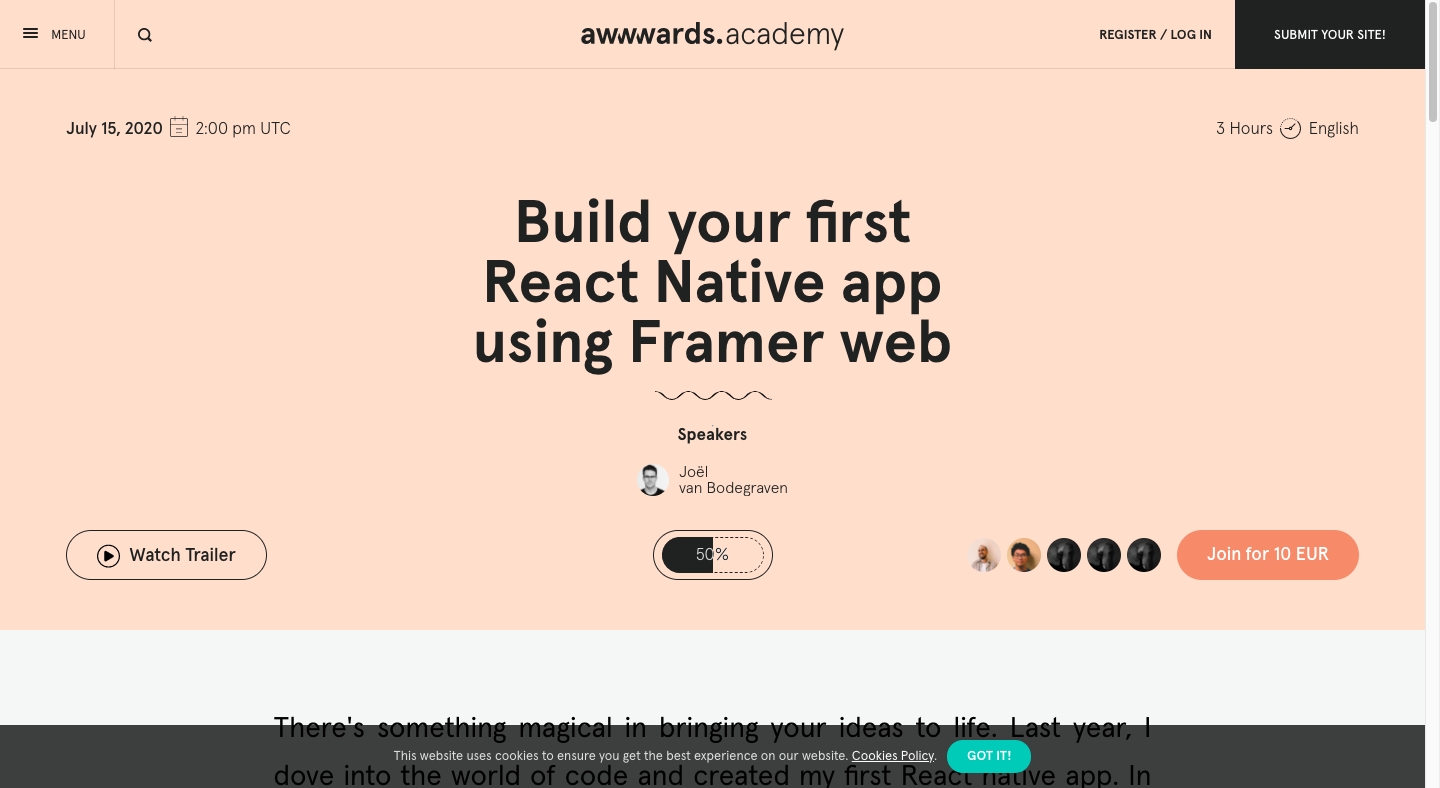 MENU
awwwards.academy
REGISTER / LOG IN
SUBMIT YOUR SITE!
July 15, 2020 2:00 pm UTC
3 Hours English
Build your first
React Native app
using Framer web
Speakers
Joël
van Bodegraven
Watch Trailer
50%
Join for 10 EUR
There's something magical in bringing your ideas to life. Last year, I
This website uses cookies to ensure you get the best experience on our website. Cookies Policy.
GOT IT!
dove into the world of code and created my first React native app. In